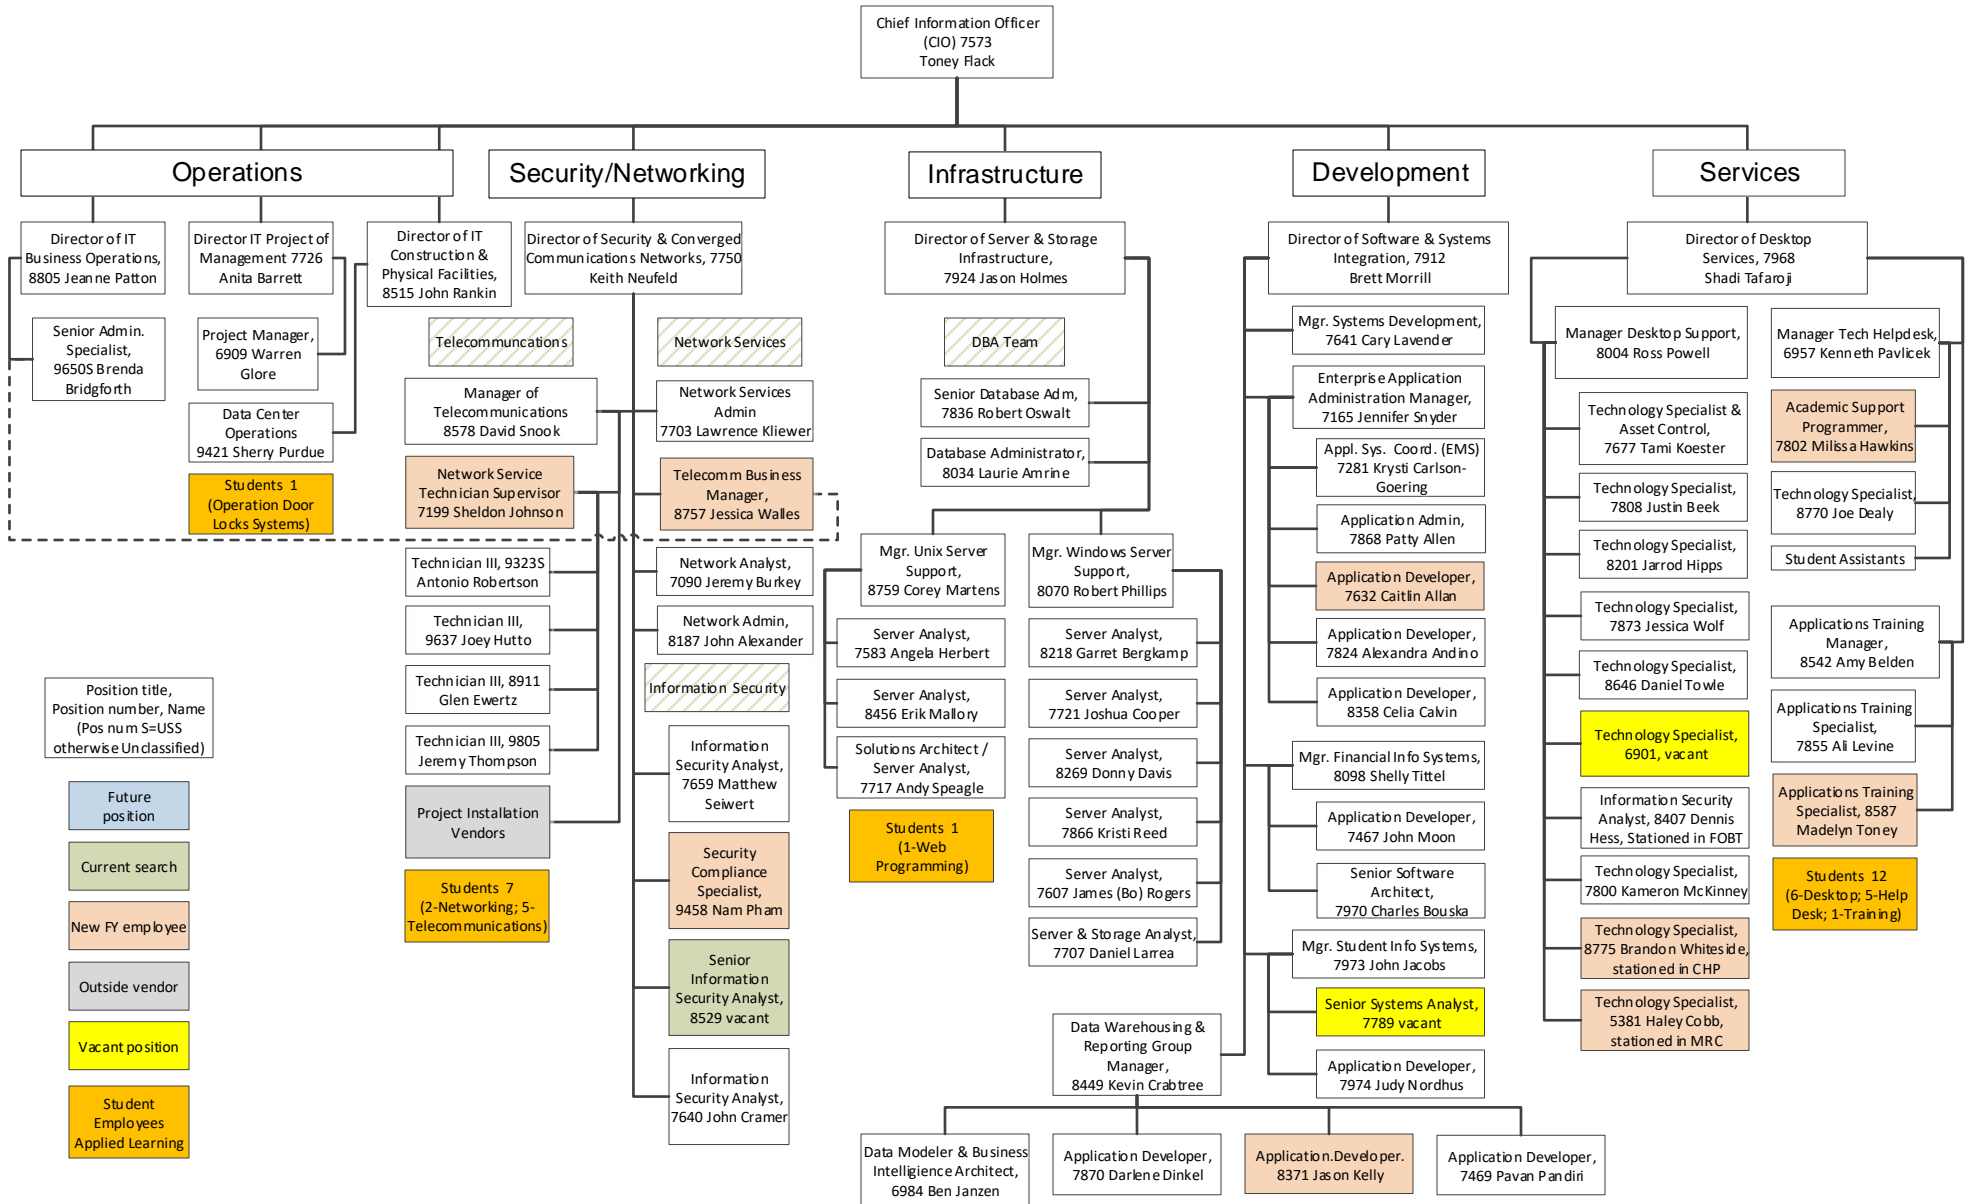 Chief Information Officer
(CIO) 7573
Toney Flack
Operations
Security/Networking
Infrastructure
Development
Services
Director of IT
Business Operations,
8805 Jeanne Patton
Senior Admin.
Specialist,
9650S Brenda
Bridgforth
Director IT Project of
Management 7726
Anita Barrett
Project Manager,
6909 Warren
Glore
Director of IT
Construction &
Physical Facilities,
8515 John Rankin
Data Center
Operations
9421 Sherry Purdue
Students 1
(Operation Door
Locks Systems)
Director of Security & Converged
Communications Networks, 7750
Keith Neufeld
Telecommuncations
Manager of
Telecommunications
8578 David Snook
Network Service
Technician Supervisor
7199 Sheldon Johnson
Technician III, 9323S
Antonio Robertson
Technician III,
9637 Joey Hutto
Technician III, 8911
Glen Ewertz
Technician III, 9805
Jeremy Thompson
Project Installation
Vendors
Students 7
(2-Networking; 5-
Telecommunications)
Network Services
Network Services
Admin
7703 Lawrence Kliewer
Telecomm Business
Manager,
8757 Jessica Walles
Network Analyst,
7090 Jeremy Burkey
Network Admin,
8187 John Alexander
Information Security
Information
Security Analyst,
7659 Matthew
Seiwert
Security
Compliance
Specialist,
9458 Nam Pham
Senior
Information
Security Analyst,
8529 vacant
Information
Security Analyst,
7640 John Cramer
Director of Server & Storage
Infrastructure,
7924 Jason Holmes
DBA Team
Senior Database Adm,
7836 Robert Oswalt
Database Administrator,
8034 Laurie Amrine
Mgr. Unix Server
Support,
8759 Corey Martens
Server Analyst,
7583 Angela Herbert
Server Analyst,
8456 Erik Mallory
Solutions Architect /
Server Analyst,
7717 Andy Speagle
Students 1
(1-Web
Programming)
Mgr. Windows Server
Support,
8070 Robert Phillips
Server Analyst,
8218 Garret Bergkamp
Server Analyst,
7721 Joshua Cooper
Server Analyst,
8269 Donny Davis
Server Analyst,
7866 Kristi Reed
Server Analyst,
7607 James (Bo) Rogers
Server & Storage Analyst,
7707 Daniel Larrea
Director of Software & Systems
Integration, 7912
Brett Morrill
Mgr. Systems Development,
7641 Cary Lavender
Enterprise Application
Administration Manager,
7165 Jennifer Snyder
Appl. Sys. Coord. (EMS)
7281 Krysti Carlson-
Goering
Application Admin,
7868 Patty Allen
Application Developer,
7632 Caitlin Allan
Application Developer,
7824 Alexandra Andino
Application Developer,
8358 Celia Calvin
Mgr. Financial Info Systems,
8098 Shelly Tittel
Application Developer,
7467 John Moon
Senior Software
Architect,
7970 Charles Bouska
Mgr. Student Info Systems,
7973 John Jacobs
Senior Systems Analyst,
7789 vacant
Application Developer,
7974 Judy Nordhus
Data Warehousing &
Reporting Group
Manager,
8449 Kevin Crabtree
Data Modeler & Business
Intelligience Architect,
6984 Ben Janzen
Application Developer,
7870 Darlene Dinkel
Application.Developer.
8371 Jason Kelly
Application Developer,
7469 Pavan Pandiri
Director of Desktop
Services, 7968
Shadi Tafaroji
Manager Desktop Support,
8004 Ross Powell
Technology Specialist &
Asset Control,
7677 Tami Koester
Technology Specialist,
7808 Justin Beek
Technology Specialist,
8201 Jarrod Hipps
Technology Specialist,
7873 Jessica Wolf
Technology Specialist,
8646 Daniel Towle
Technology Specialist,
6901, vacant
Information Security
Analyst, 8407 Dennis
Hess, Stationed in FOBT
Technology Specialist,
7800 Kameron McKinney
Technology Specialist,
8775 Brandon Whiteside,
stationed in CHP
Technology Specialist,
5381 Haley Cobb,
stationed in MRC
Manager Tech Helpdesk,
6957 Kenneth Pavlicek
Academic Support
Programmer,
7802 Milissa Hawkins
Technology Specialist,
8770 Joe Dealy
Student Assistants
Applications Training
Manager,
8542 Amy Belden
Applications Training
Specialist,
7855 Ali Levine
Applications Training
Specialist, 8587
Madelyn Toney
Students 12
(6-Desktop; 5-Help
Desk; 1-Training)
Position title,
Position number, Name
(Pos num S=USS
otherwise Unclassified)
Future
position
Current search
New FY employee
Outside vendor
Vacant position
Student
Employees
Applied Learning